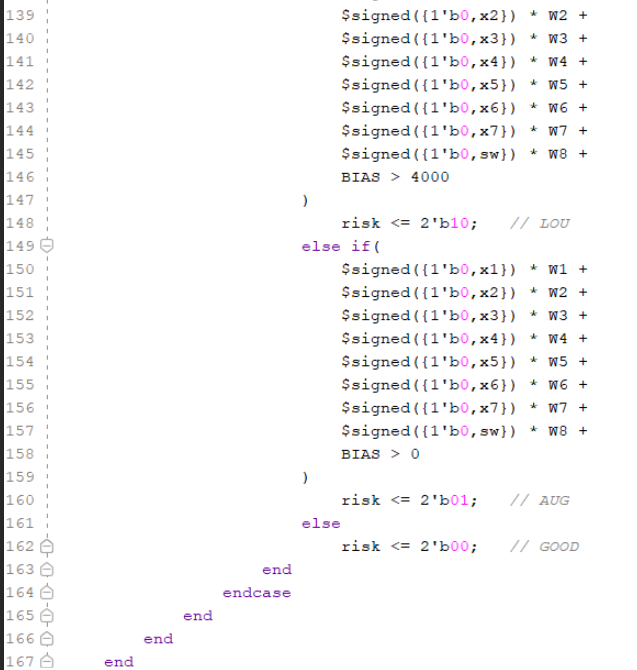 139 $signed({1'b0,x2}) * W2 +
140 $signed({1'b0,x3}) * W3 +
141 $signed({1'b0,x4}) * W4 +
142 $signed({1'b0,x5}) * W5 +
143 $signed({1'b0,x6}) * W6 +
144 $signed({1'b0,x7}) * W7 +
145 $signed({1'b0,sw}) * W8 +
146 BIAS > 4000
147 )
148 risk <= 2'b10; // LOU
149 else if(
150 $signed({1'b0,x1}) * W1 +
151 $signed({1'b0,x2}) * W2 +
152 $signed({1'b0,x3}) * W3 +
153 $signed({1'b0,x4}) * W4 +
154 $signed({1'b0,x5}) * W5 +
155 $signed({1'b0,x6}) * W6 +
156 $signed({1'b0,x7}) * W7 +
157 $signed({1'b0,sw}) * W8 +
158 BIAS > 0
159 )
160 risk <= 2'b01; // AUG
161 else
162 risk <= 2'b00; // GOOD
163 end
164 endcase
165 end
166 end
167 end